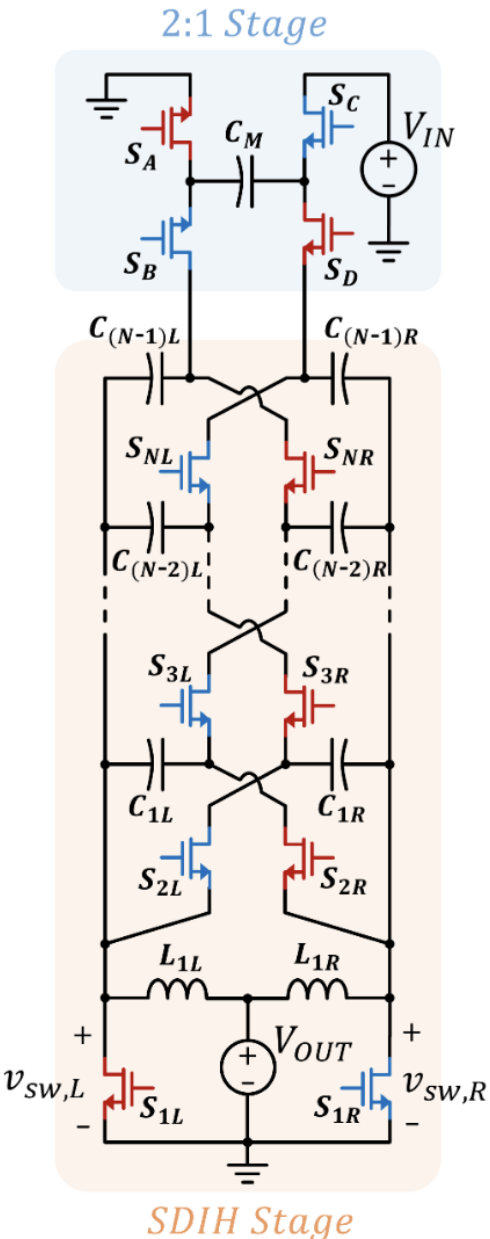 2:1 Stage
S_C
C_M
V_IN
S_A
+
−
S_B
S_D
C_(N-1)L
C_(N-1)R
S_NL
S_NR
C_(N-2)L
C_(N-2)R
S_3L
S_3R
C_1L
C_1R
S_2L
S_2R
L_1L
L_1R
+
V_OUT
+
+
−
v_sw,L
v_sw,R
S_1L
S_1R
−
−
SDIH Stage